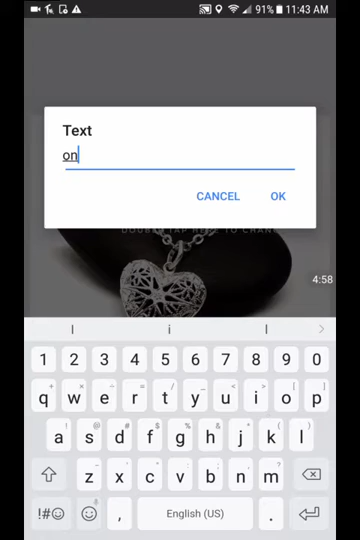 91% 11:43 AM
Text
on
CANCEL OK
DOUBLE TAP HERE TO CHANG
4:58
l i l
1 2 3 4 5 6 7 8 9 0
q w e r t y u i o p
a s d f g h j k l
z x c v b n m
!#☺ , English (US) .